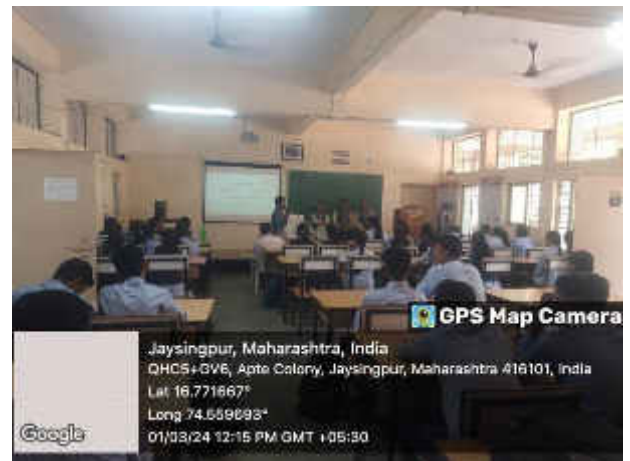 GPS Map Camera
Jaysingpur, Maharashtra, India
QHC5+GV6, Apte Colony, Jaysingpur, Maharashtra 416101, India
Lat 16.771667°
Long 74.559693°
01/03/24 12:15 PM GMT +05:30
Google